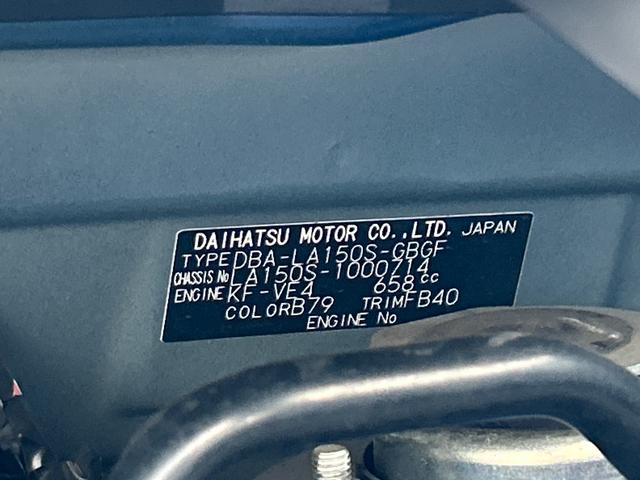 DAIHATSU MOTOR CO.,LTD. JAPAN
TYPE DBA-LA150S-GBGF
CHASSIS No LA150S-1000714
ENGINE KF-VE4 658 cc
COLOR B79 TRIM FB40
ENGINE No